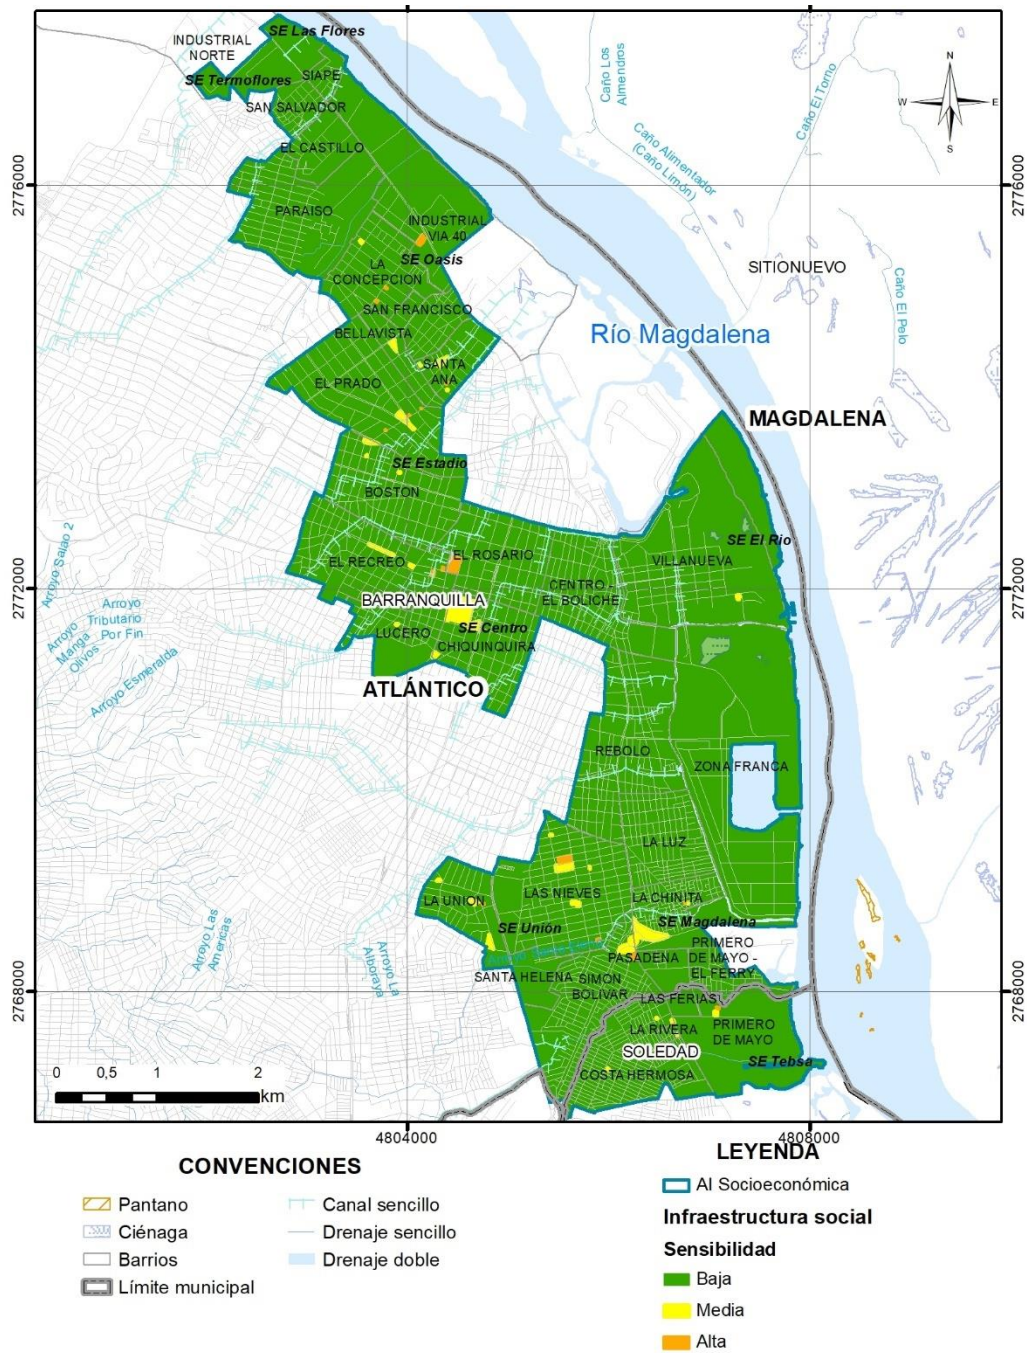 SE Las Flores
INDUSTRIAL
NORTE
SE Termoflores
SIAPE
SAN SALVADOR
EL CASTILLO
PARAISO
INDUSTRIAL
VIA 40
SE Oasis
LA
CONCEPCION
SAN FRANCISCO
BELLAVISTA
SANTA
ANA
EL PRADO
SE Estadio
BOSTON
EL RECREO
EL ROSARIO
BARRANQUILLA
LUCERO
SE Centro
CHIQUINQUIRA
CENTRO -
EL BOLICHE
VILLANUEVA
SE El Rio
ATLÁNTICO
REBOLO
ZONA FRANCA
LA LUZ
LAS NIEVES
LA UNION
LA CHINITA
SE Unión
SE Magdalena
PASADENA
PRIMERO
DE MAYO -
EL FERRY
SANTA HELENA
SIMON
BOLIVAR
LAS FERIAS
LA RIVERA
PRIMERO
DE MAYO
SOLEDAD
SE Tebsa
COSTA HERMOSA
Caño Los
Almendros
Caño Alimentador
(Caño Limón)
Caño El Torno
Caño El Pelo
SITIONUEVO
Río Magdalena
MAGDALENA
Arroyo Salao 2
Arroyo
Tributario
Por Fin
Arroyo
Manga
Olivos
Arroyo Esmeralda
Arroyo Las
Americas
Arroyo La
Alboraya
N
W
E
S
2776000
2776000
2772000
2772000
2768000
2768000
4804000
4808000
0 0,5 1 2
km
CONVENCIONES
Pantano
Ciénaga
Barrios
Límite municipal
Canal sencillo
Drenaje sencillo
Drenaje doble
LEYENDA
AI Socioeconómica
Infraestructura social
Sensibilidad
Baja
Media
Alta